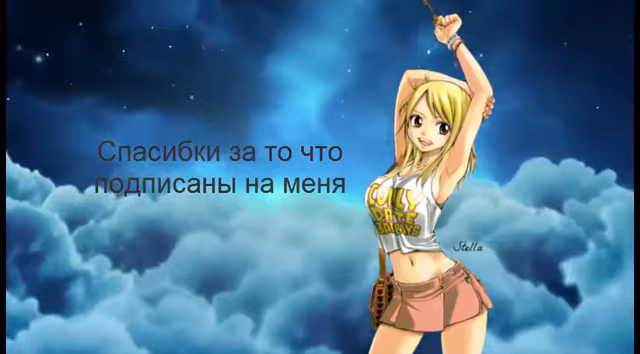 Спасибки за то что
подписаны на меня
Stella